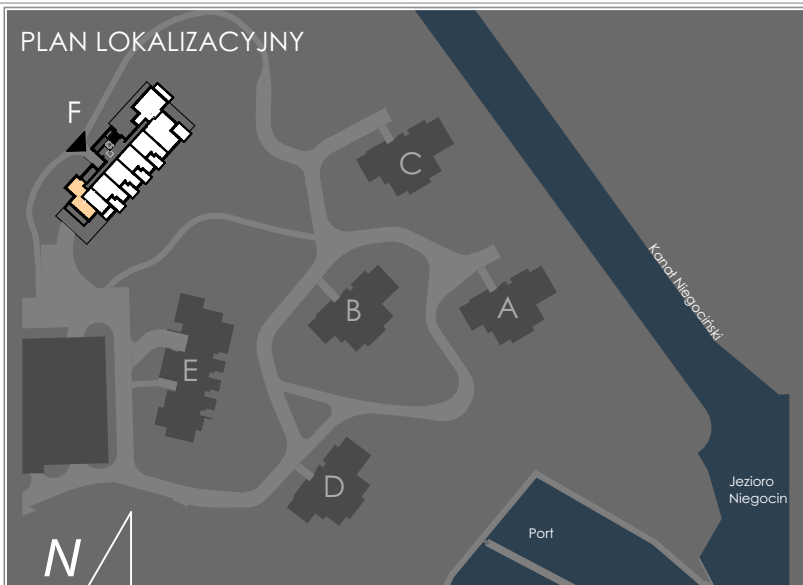 PLAN LOKALIZACYJNY
F
C
Kanał Niegociński
B
A
E
D
Jezioro
Niegocin
Port
N